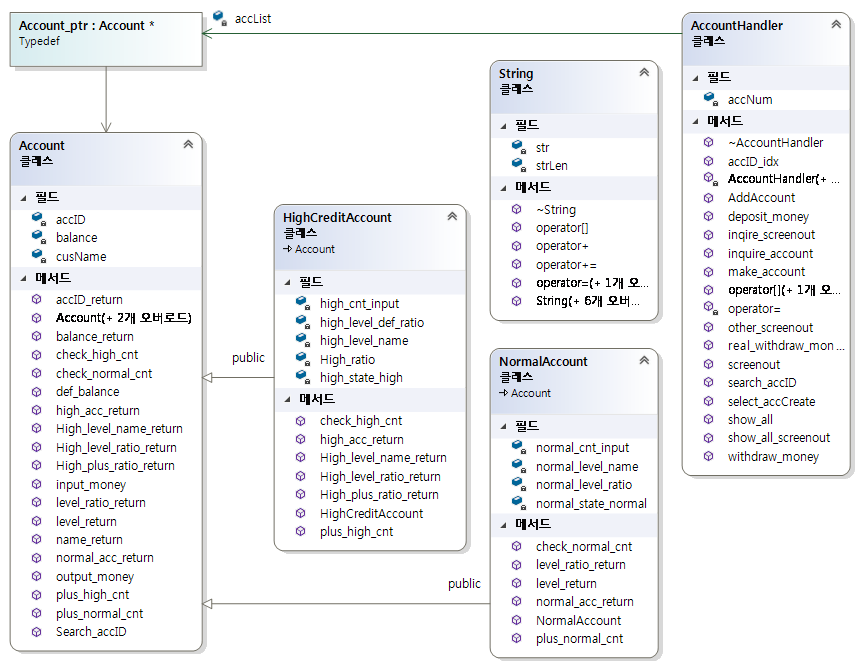 Account_ptr : Account *
Typedef
accList
Account
클래스
필드
accID
balance
cusName
메서드
accID_return
Account(+ 2개 오버로드)
balance_return
check_high_cnt
check_normal_cnt
def_balance
high_acc_return
High_level_name_return
High_level_ratio_return
High_plus_ratio_return
input_money
level_ratio_return
level_return
name_return
normal_acc_return
output_money
plus_high_cnt
plus_normal_cnt
Search_accID
public
HighCreditAccount
클래스
Account
필드
high_cnt_input
high_level_def_ratio
high_level_name
High_ratio
high_state_high
메서드
check_high_cnt
high_acc_return
High_level_name_return
High_level_ratio_return
High_plus_ratio_return
HighCreditAccount
plus_high_cnt
public
String
클래스
필드
str
strLen
메서드
~String
operator[]
operator+
operator+=
operator=(+ 1개 오...
String(+ 6개 오버...
NormalAccount
클래스
Account
필드
normal_cnt_input
normal_level_name
normal_level_ratio
normal_state_normal
메서드
check_normal_cnt
level_ratio_return
level_return
normal_acc_return
NormalAccount
plus_normal_cnt
AccountHandler
클래스
필드
accNum
메서드
~AccountHandler
accID_idx
AccountHandler(+ ...
AddAccount
deposit_money
inqire_screenout
inquire_account
make_account
operator[](+ 1개 오...
operator=
other_screenout
real_withdraw_mon...
screenout
search_accID
select_accCreate
show_all
show_all_screenout
withdraw_money